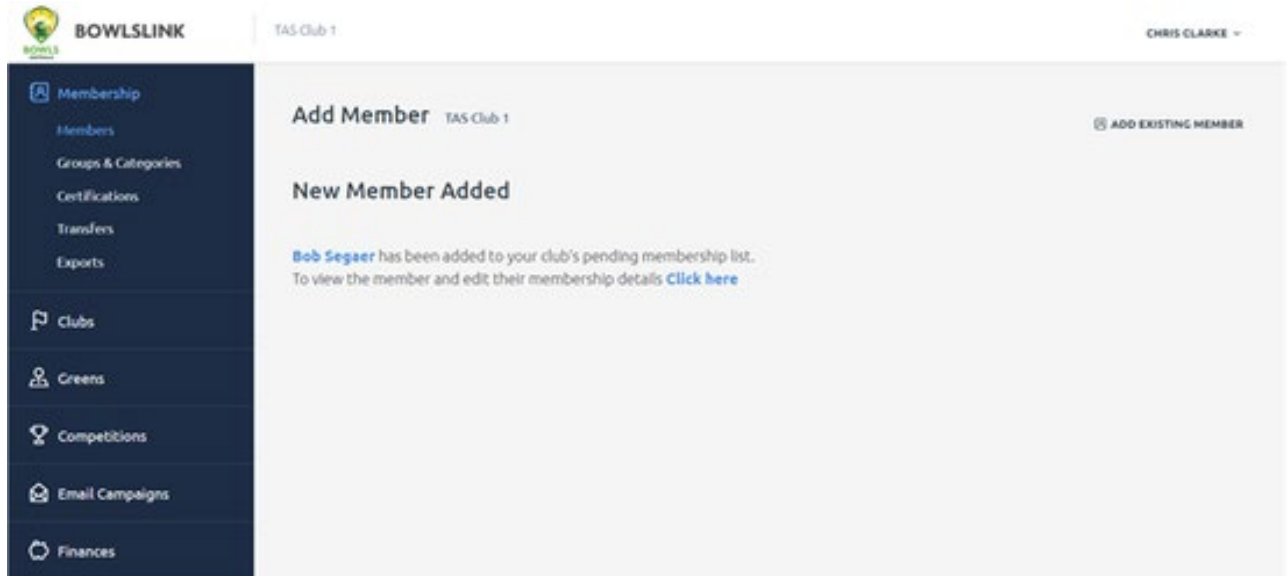 BOWLSLINK
TAS Club 1
CHRIS CLARKE
BOWLS
Membership
Members
Groups & Categories
Certifications
Transfers
Exports
Clubs
Greens
Competitions
Email Campaigns
Finances
Add Member TAS Club 1
ADD EXISTING MEMBER
New Member Added
Bob Segaer has been added to your club's pending membership list.
To view the member and edit their membership details Click here